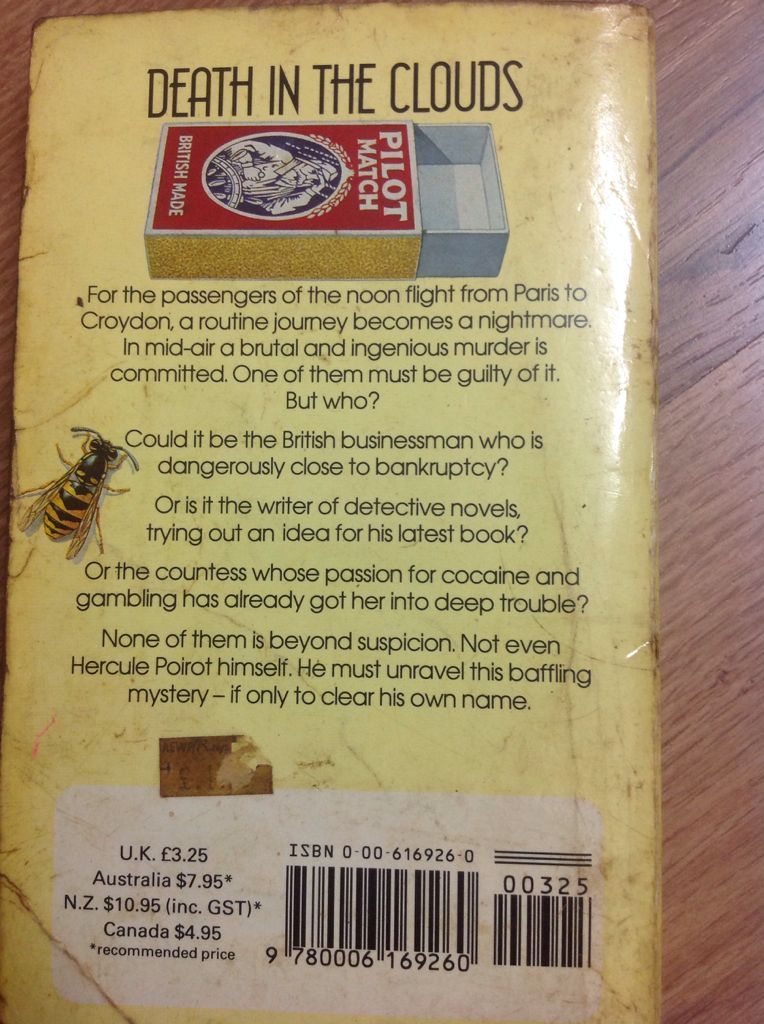 DEATH IN THE CLOUDS
PILOT
MATCH
BRITISH MADE
For the passengers of the noon flight from Paris to
Croydon, a routine journey becomes a nightmare.
In mid-air a brutal and ingenious murder is
committed. One of them must be guilty of it.
But who?
Could it be the British businessman who is
dangerously close to bankruptcy?
Or is it the writer of detective novels,
trying out an idea for his latest book?
Or the countess whose passion for cocaine and
gambling has already got her into deep trouble?
None of them is beyond suspicion. Not even
Hercule Poirot himself. He must unravel this baffling
mystery – if only to clear his own name.
U.K. £3.25
Australia $7.95*
N.Z. $10.95 (inc. GST)*
Canada $4.95
*recommended price
ISBN 0-00-616926-0
00325
9 780006 169260